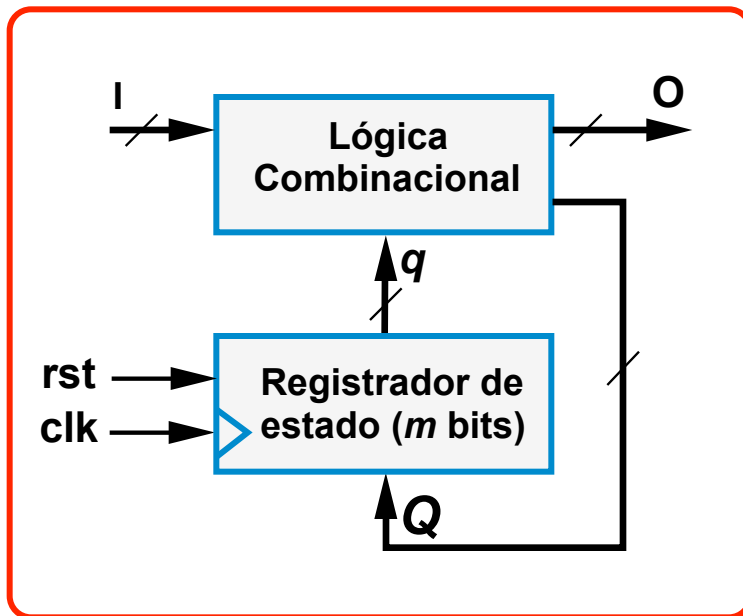 I
O
Lógica
Combinacional
q
rst
clk
Registrador de
estado (m bits)
Q